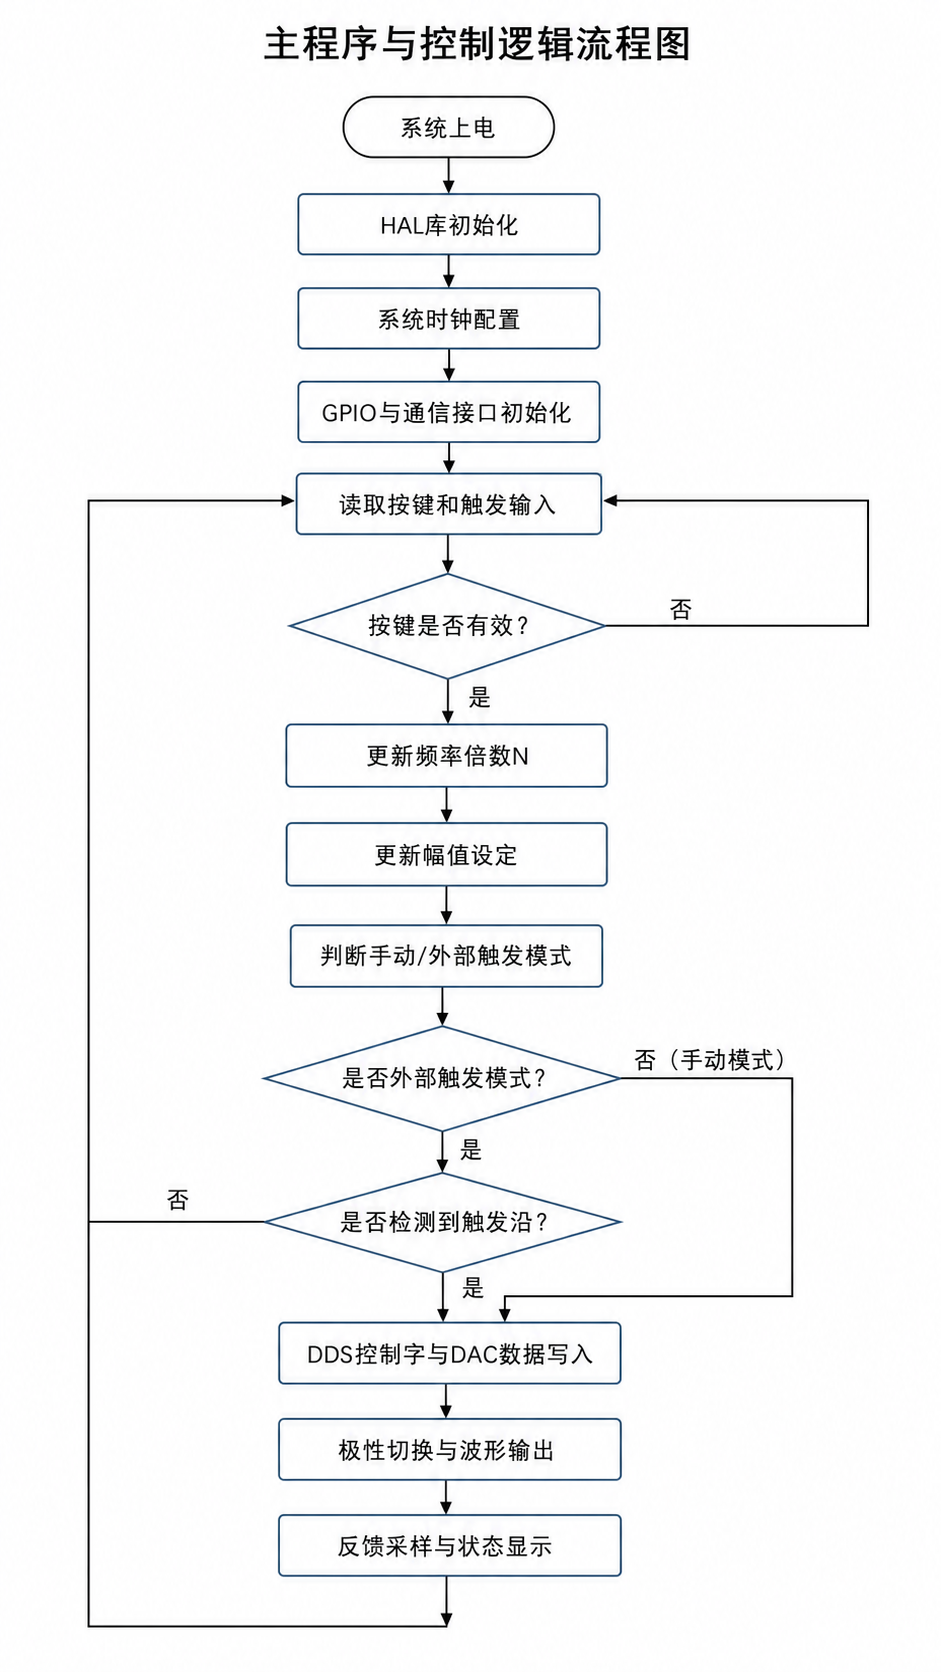 主程序与控制逻辑流程图
系统上电
HAL库初始化
系统时钟配置
GPIO与通信接口初始化
读取按键和触发输入
按键是否有效？
否
是
更新频率倍数N
更新幅值设定
判断手动/外部触发模式
否（手动模式）
是否外部触发模式？
是
否
是否检测到触发沿？
是
DDS控制字与DAC数据写入
极性切换与波形输出
反馈采样与状态显示